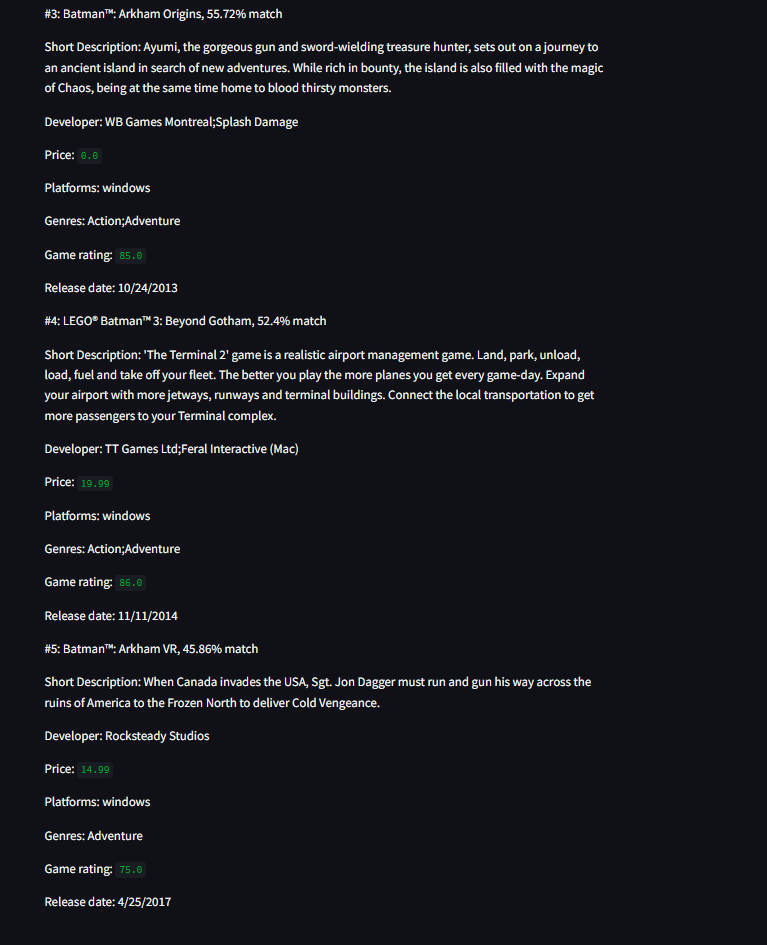 #3: Batman™: Arkham Origins, 55.72% match
Short Description: Ayumi, the gorgeous gun and sword-wielding treasure hunter, sets out on a journey to
an ancient island in search of new adventures. While rich in bounty, the island is also filled with the magic
of Chaos, being at the same time home to blood thirsty monsters.
Developer: WB Games Montreal;Splash Damage
Price: 0.0
Platforms: windows
Genres: Action;Adventure
Game rating: 85.0
Release date: 10/24/2013
#4: LEGO® Batman™ 3: Beyond Gotham, 52.4% match
Short Description: 'The Terminal 2' game is a realistic airport management game. Land, park, unload,
load, fuel and take off your fleet. The better you play the more planes you get every game-day. Expand
your airport with more jetways, runways and terminal buildings. Connect the local transportation to get
more passengers to your Terminal complex.
Developer: TT Games Ltd;Feral Interactive (Mac)
Price: 19.99
Platforms: windows
Genres: Action;Adventure
Game rating: 86.0
Release date: 11/11/2014
#5: Batman™: Arkham VR, 45.86% match
Short Description: When Canada invades the USA, Sgt. Jon Dagger must run and gun his way across the
ruins of America to the Frozen North to deliver Cold Vengeance.
Developer: Rocksteady Studios
Price: 14.99
Platforms: windows
Genres: Adventure
Game rating: 75.0
Release date: 4/25/2017